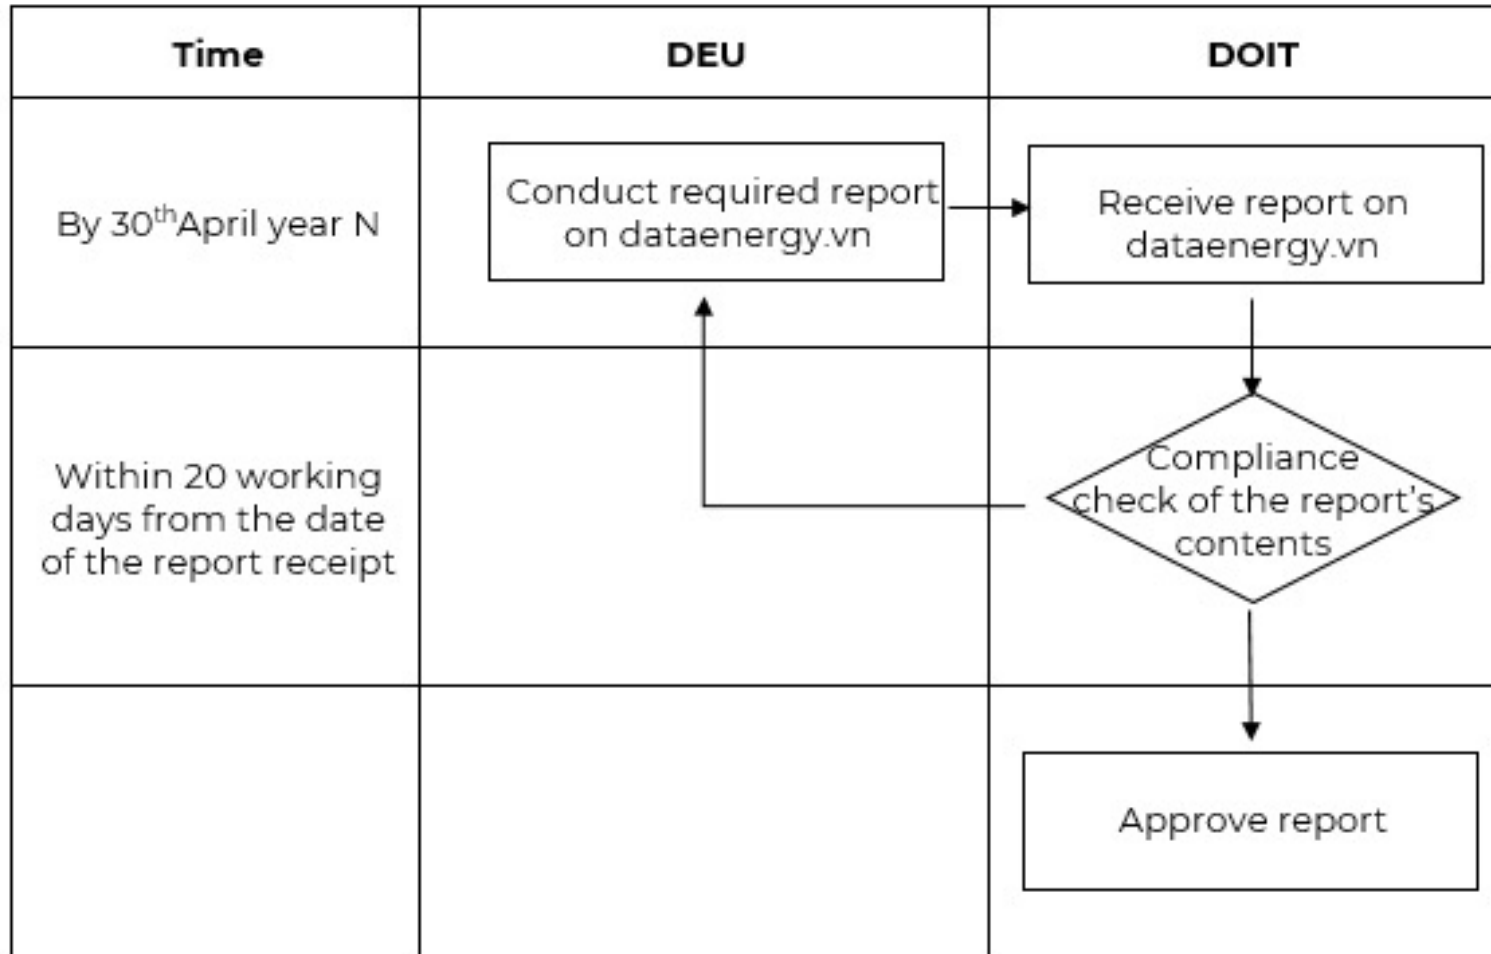 Time
DEU
DOIT
By 30thApril year N
Conduct required report
on dataenergy.vn
Receive report on
dataenergy.vn
Within 20 working
days from the date
of the report receipt
Compliance
check of the report's
contents
Approve report